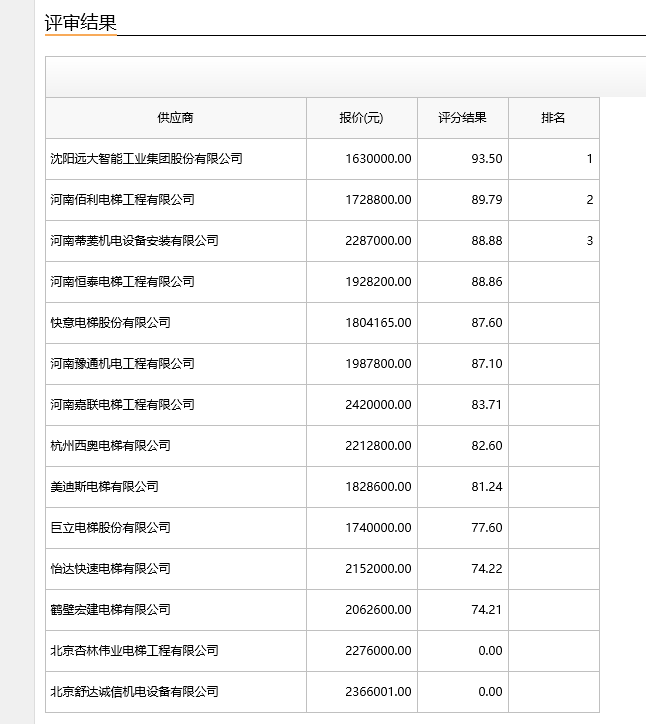 评审结果
供应商 报价(元) 评分结果 排名
沈阳远大智能工业集团股份有限公司 1630000.00 93.50 1
河南佰利电梯工程有限公司 1728800.00 89.79 2
河南蒂菱机电设备安装有限公司 2287000.00 88.88 3
河南恒泰电梯工程有限公司 1928200.00 88.86
快意电梯股份有限公司 1804165.00 87.60
河南豫通机电工程有限公司 1987800.00 87.10
河南嘉联电梯工程有限公司 2420000.00 83.71
杭州西奥电梯有限公司 2212800.00 82.60
美迪斯电梯有限公司 1828600.00 81.24
巨立电梯股份有限公司 1740000.00 77.60
怡达快速电梯有限公司 2152000.00 74.22
鹤壁宏建电梯有限公司 2062600.00 74.21
北京杏林伟业电梯工程有限公司 2276000.00 0.00
北京舒达诚信机电设备有限公司 2366001.00 0.00